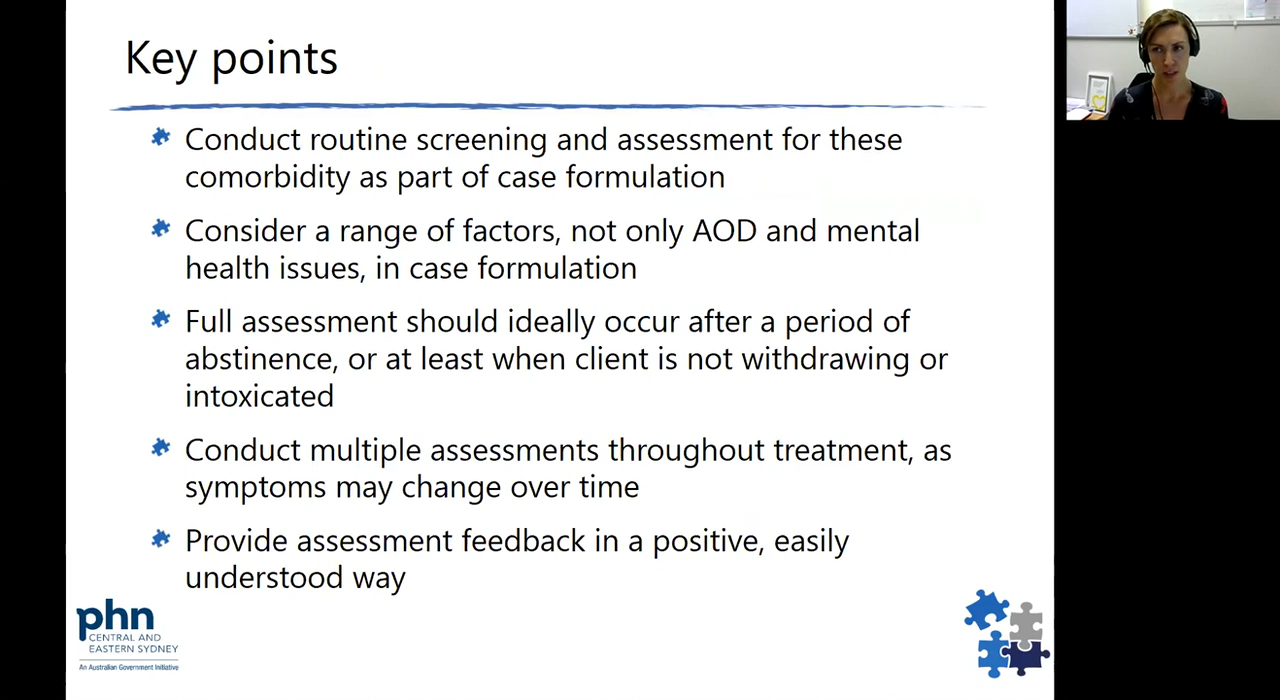 Key points
Conduct routine screening and assessment for these
comorbidity as part of case formulation
Consider a range of factors, not only AOD and mental
health issues, in case formulation
Full assessment should ideally occur after a period of
abstinence, or at least when client is not withdrawing or
intoxicated
Conduct multiple assessments throughout treatment, as
symptoms may change over time
Provide assessment feedback in a positive, easily
understood way
phn
CENTRAL AND
EASTERN SYDNEY
An Australian Government Initiative